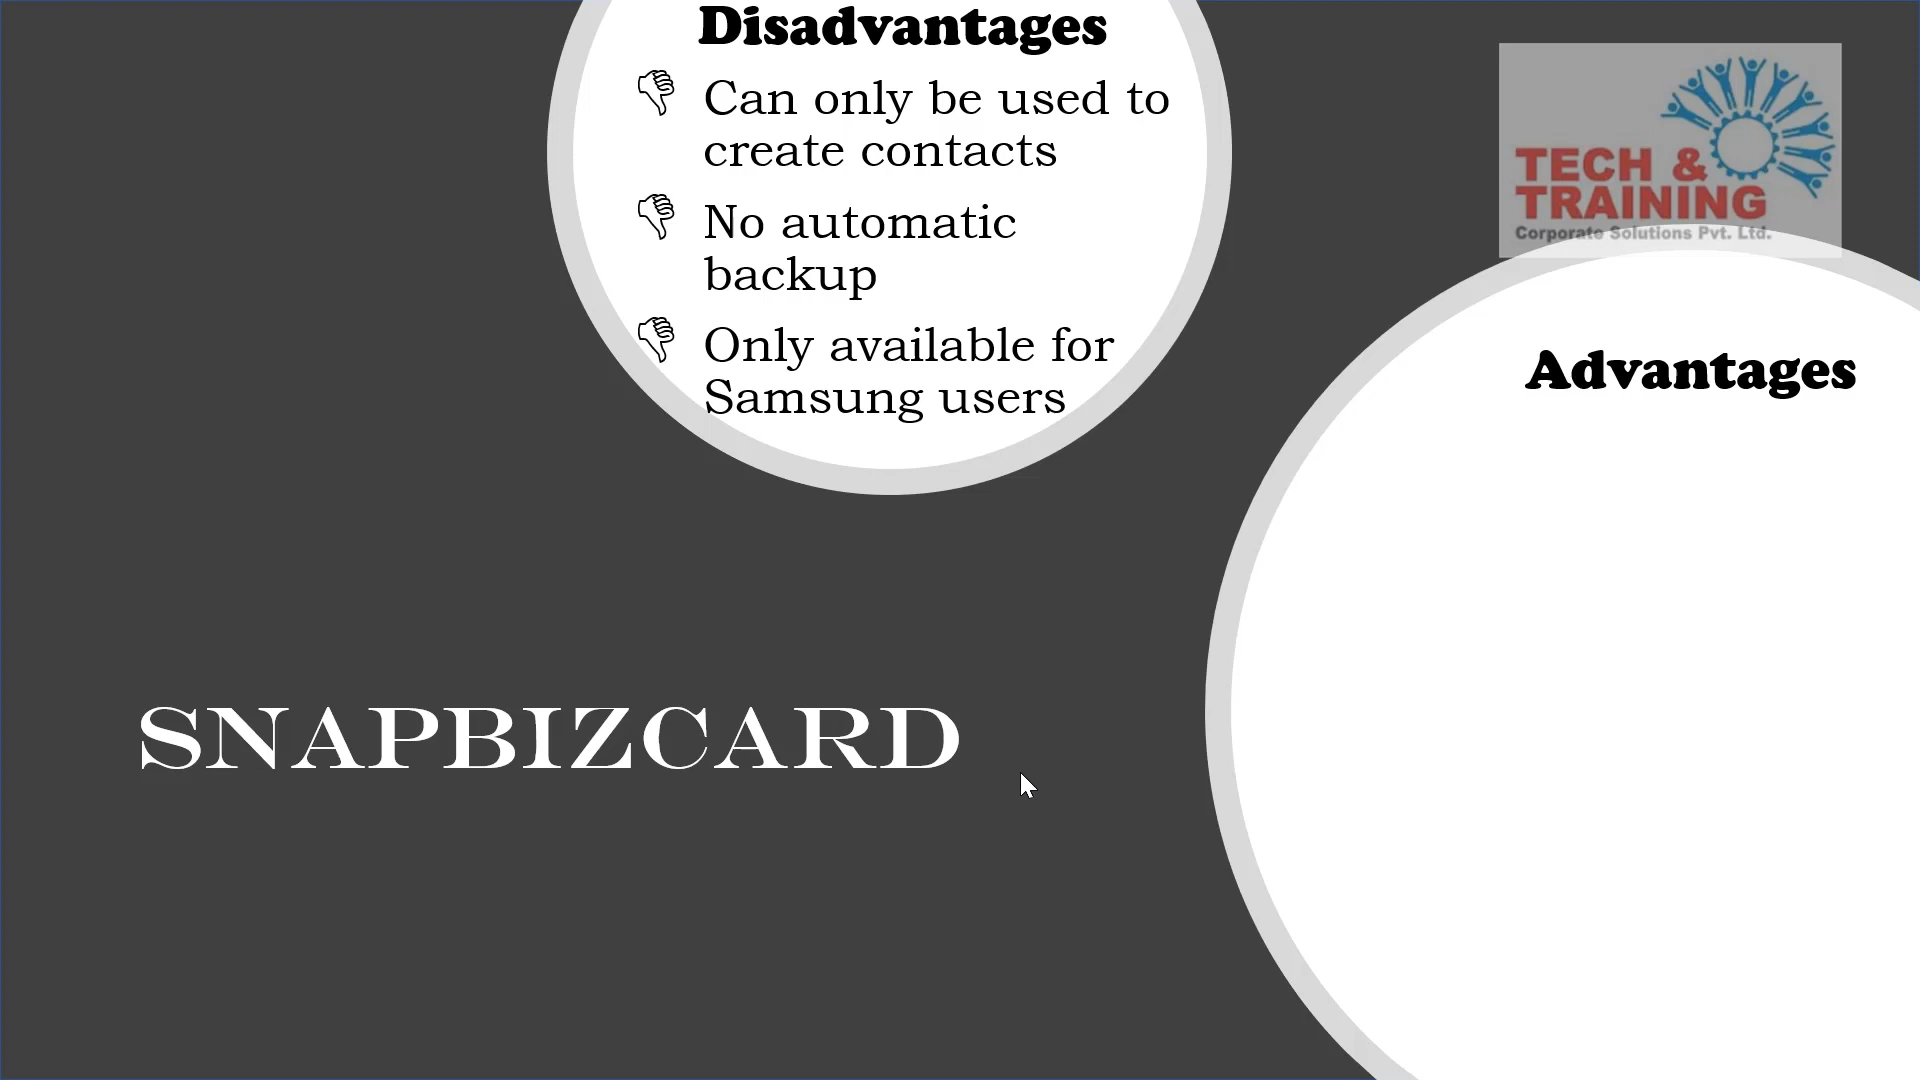 Disadvantages
Can only be used to
create contacts
No automatic
backup
Only available for
Samsung users
TECH &
TRAINING
Corporate Solutions Pvt. Ltd.
Advantages
SNAPBIZCARD